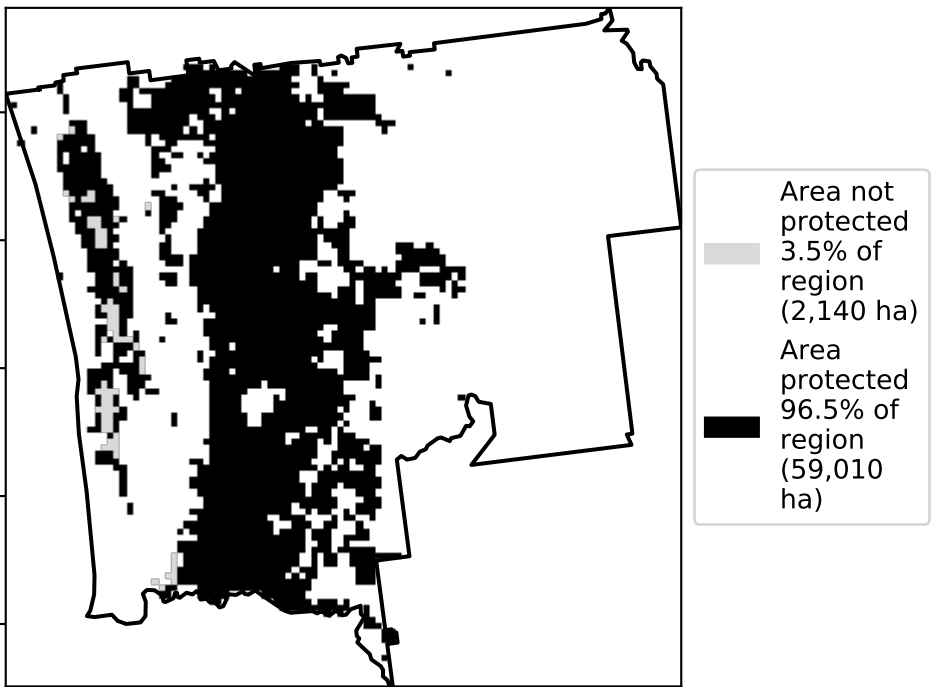 Area not
protected
3.5% of
region
(2,140 ha)
Area
protected
96.5% of
region
(59,010
ha)